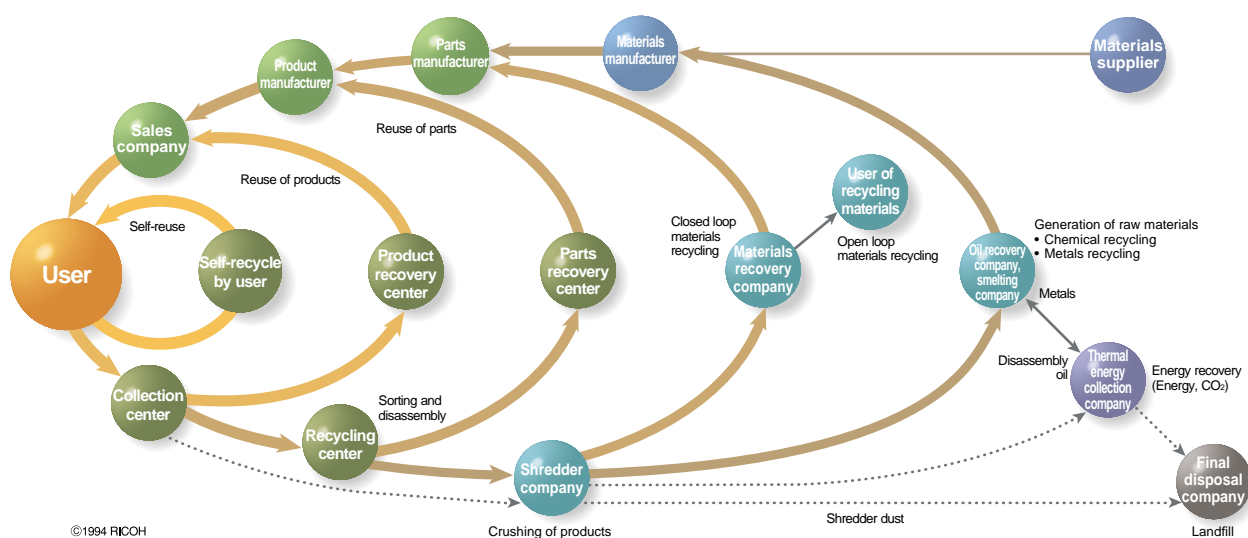 Parts
manufacturer
Materials
manufacturer
Materials
supplier
Product
manufacturer
Sales
company
Reuse of parts
Reuse of products
User of
recycling
materials
Self-reuse
Closed loop
materials
recycling
Generation of raw materials
• Chemical recycling
• Metals recycling
Open loop
materials recycling
User
Self-recycle
by user
Product
recovery
center
Parts
recovery
center
Materials
recovery
company
Oil recovery
company,
smelting
company
Metals
Disassembly
oil
Thermal
energy
collection
company
Energy recovery
(Energy, CO₂)
Collection
center
Sorting and
disassembly
Recycling
center
Shredder
company
Final
disposal
company
Shredder dust
©1994 RICOH
Crushing of products
Landfill